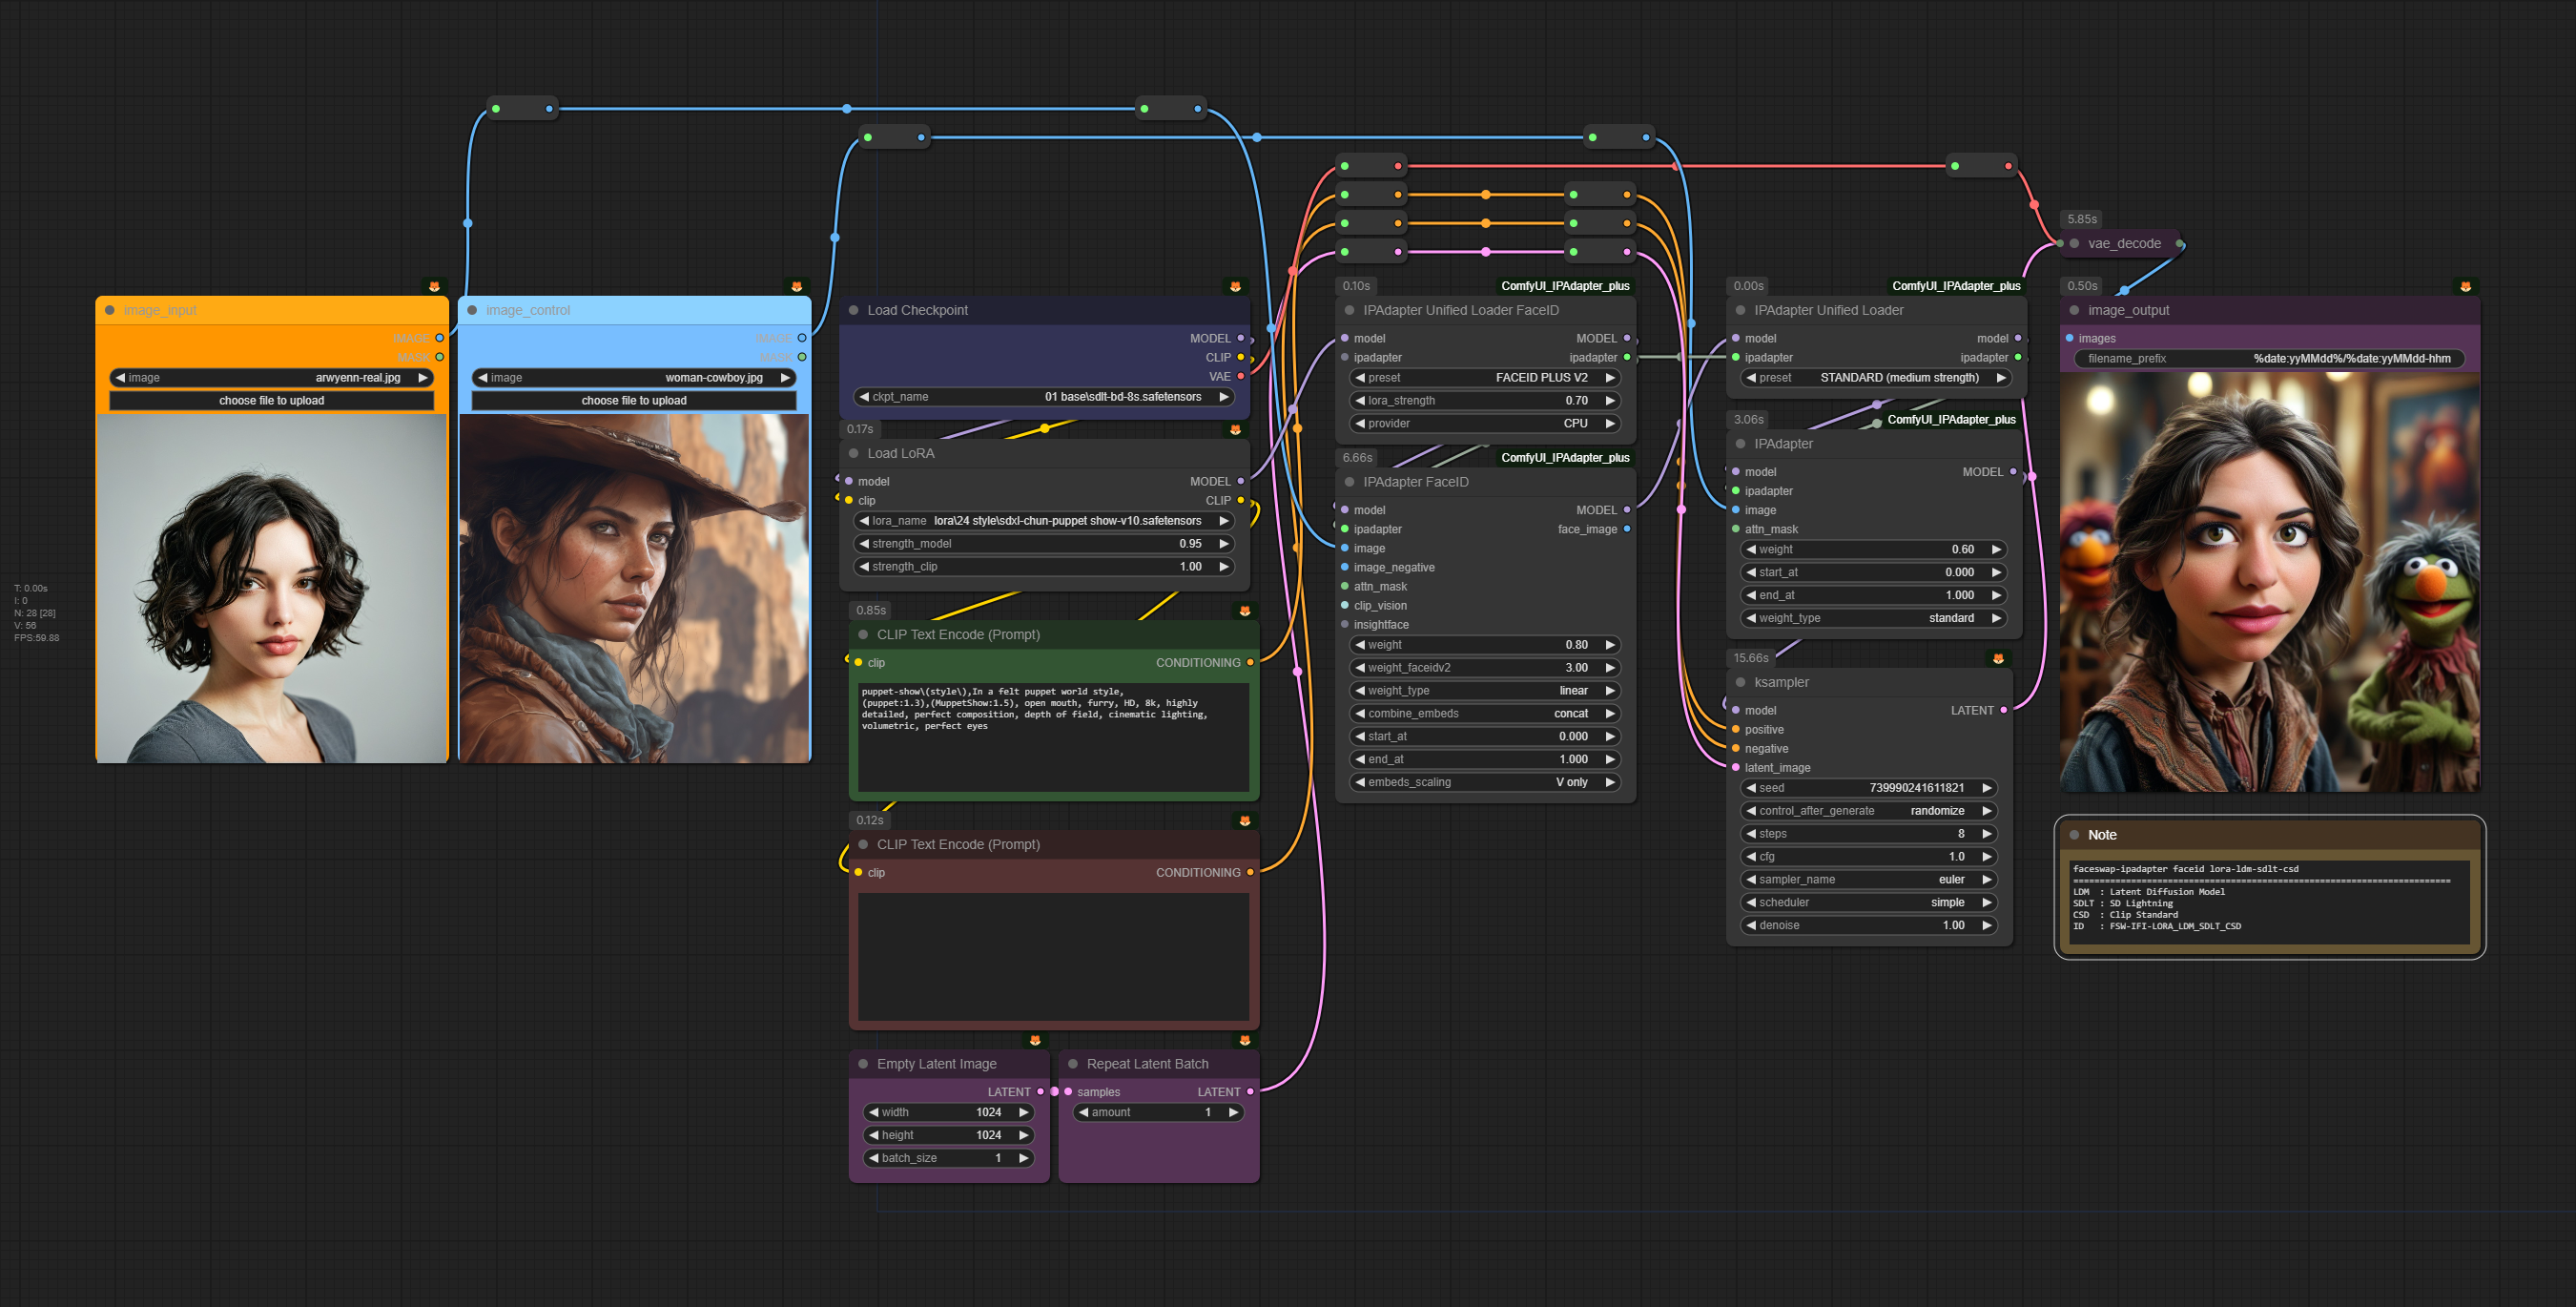 T: 0.00s
I: 0
N: 28 [28]
V: 56
FPS:59.88
image_input
IMAGE
MASK
image arwyenn-real.jpg
choose file to upload
image_control
IMAGE
MASK
image woman-cowboy.jpg
choose file to upload
Load Checkpoint
MODEL
CLIP
VAE
ckpt_name 01 base\sdlt-bd-8s.safetensors
0.17s
Load LoRA
model MODEL
clip CLIP
lora_name lora\24 style\sdxl-chun-puppet show-v10.safetensors
strength_model 0.95
strength_clip 1.00
0.85s
CLIP Text Encode (Prompt)
clip CONDITIONING
puppet-show\(style\),In a felt puppet world style,
(puppet:1.3),(MuppetShow:1.5), open mouth, furry, HD, 8k, highly
detailed, perfect composition, depth of field, cinematic lighting,
volumetric, perfect eyes
0.12s
CLIP Text Encode (Prompt)
clip CONDITIONING
Empty Latent Image
LATENT
width 1024
height 1024
batch_size 1
Repeat Latent Batch
samples LATENT
amount 1
0.10s ComfyUI_IPAdapter_plus
IPAdapter Unified Loader FaceID
model MODEL
ipadapter ipadapter
preset FACEID PLUS V2
lora_strength 0.70
provider CPU
6.66s ComfyUI_IPAdapter_plus
IPAdapter FaceID
model MODEL
ipadapter face_image
image
image_negative
attn_mask
clip_vision
insightface
weight 0.80
weight_faceidv2 3.00
weight_type linear
combine_embeds concat
start_at 0.000
end_at 1.000
embeds_scaling V only
0.00s ComfyUI_IPAdapter_plus
IPAdapter Unified Loader
model model
ipadapter ipadapter
preset STANDARD (medium strength)
3.06s ComfyUI_IPAdapter_plus
IPAdapter
model MODEL
ipadapter
image
attn_mask
weight 0.60
start_at 0.000
end_at 1.000
weight_type standard
15.66s
ksampler
model LATENT
positive
negative
latent_image
seed 739990241611821
control_after_generate randomize
steps 8
cfg 1.0
sampler_name euler
scheduler simple
denoise 1.00
5.85s
vae_decode
0.50s
image_output
images
filename_prefix %date:yyMMdd%/%date:yyMMdd-hhm
Note
faceswap-ipadapter faceid lora-ldm-sdlt-csd
=======================================================================
LDM : Latent Diffusion Model
SDLT : SD Lightning
CSD : Clip Standard
ID : FSW-IFI-LORA_LDM_SDLT_CSD